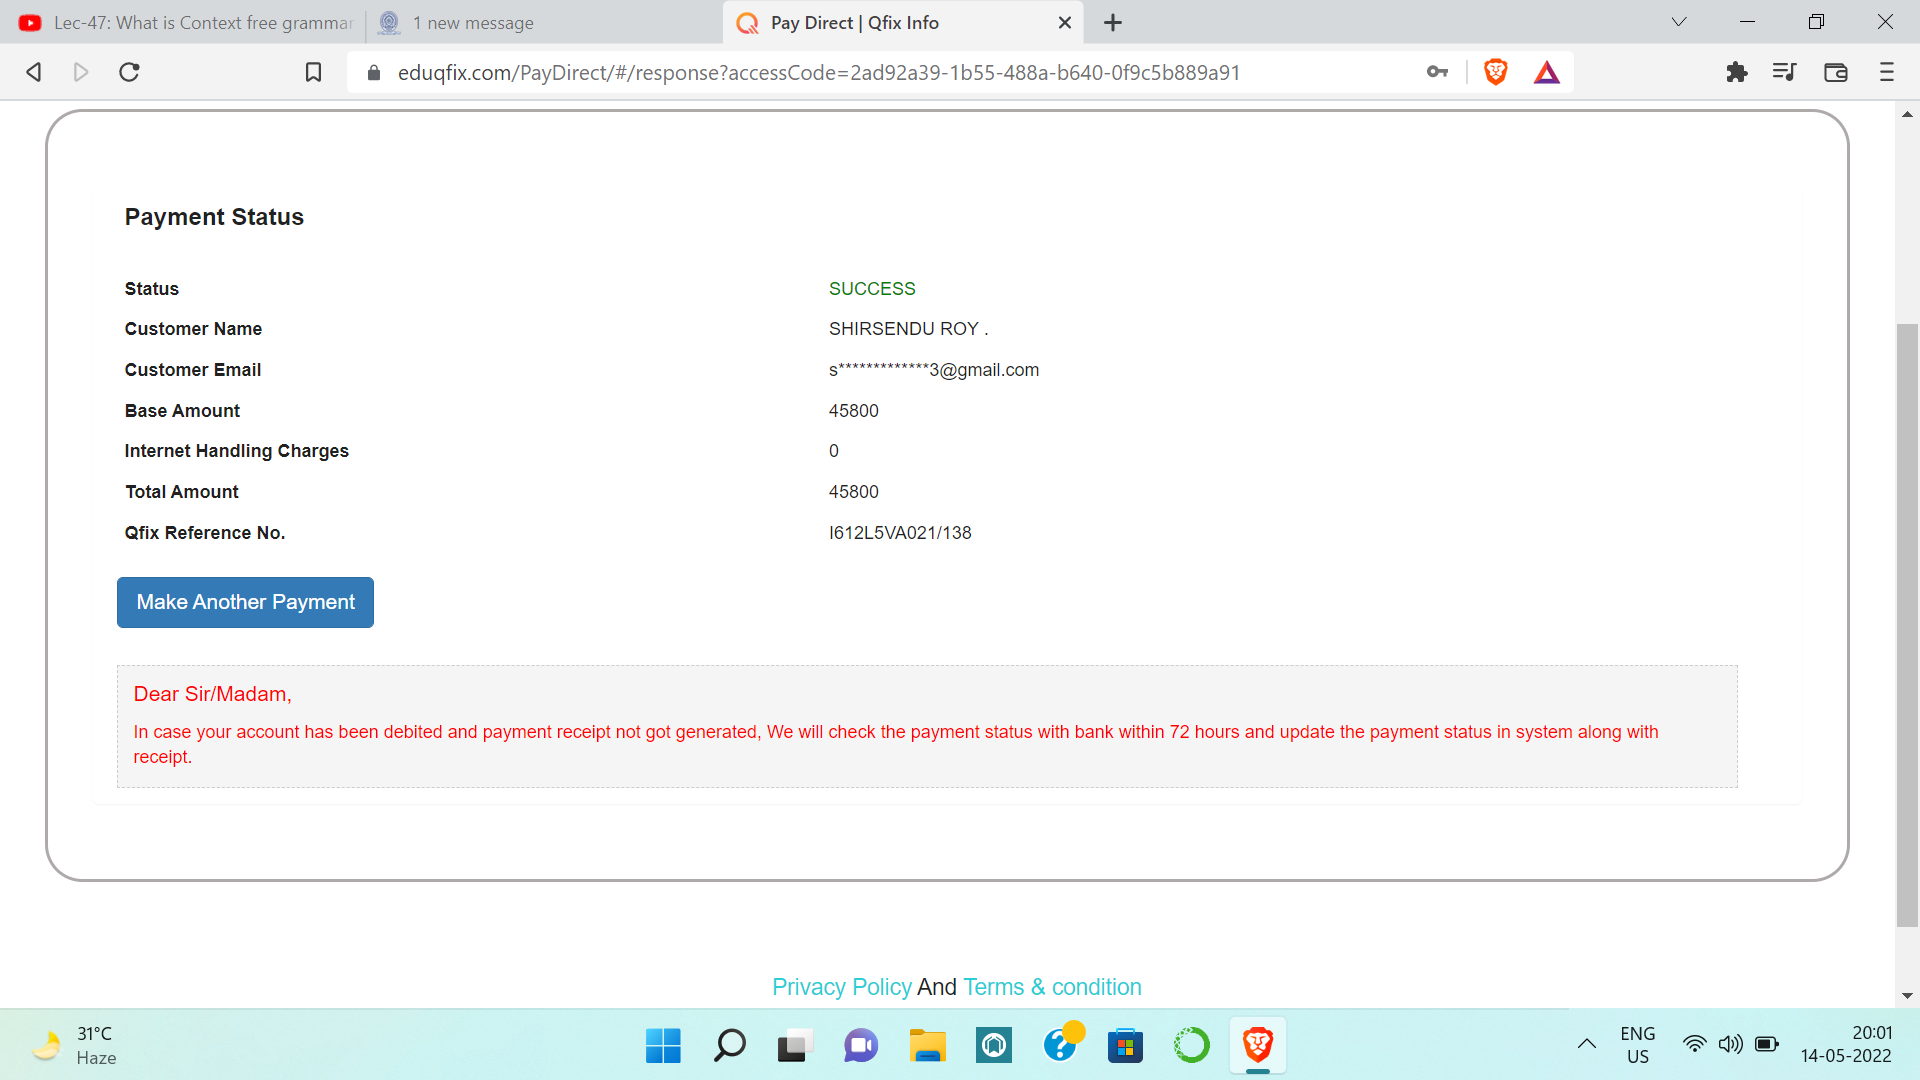 Lec-47: What is Context free grammar
1 new message
Pay Direct | Qfix Info
eduqfix.com/PayDirect/#/response?accessCode=2ad92a39-1b55-488a-b640-0f9c5b889a91
Payment Status
Status SUCCESS
Customer Name SHIRSENDU ROY .
Customer Email s*************3@gmail.com
Base Amount 45800
Internet Handling Charges 0
Total Amount 45800
Qfix Reference No. I612L5VA021/138
Make Another Payment
Dear Sir/Madam,
In case your account has been debited and payment receipt not got generated, We will check the payment status with bank within 72 hours and update the payment status in system along with
receipt.
Privacy Policy And Terms & condition
31°C
Haze
ENG
US
20:01
14-05-2022